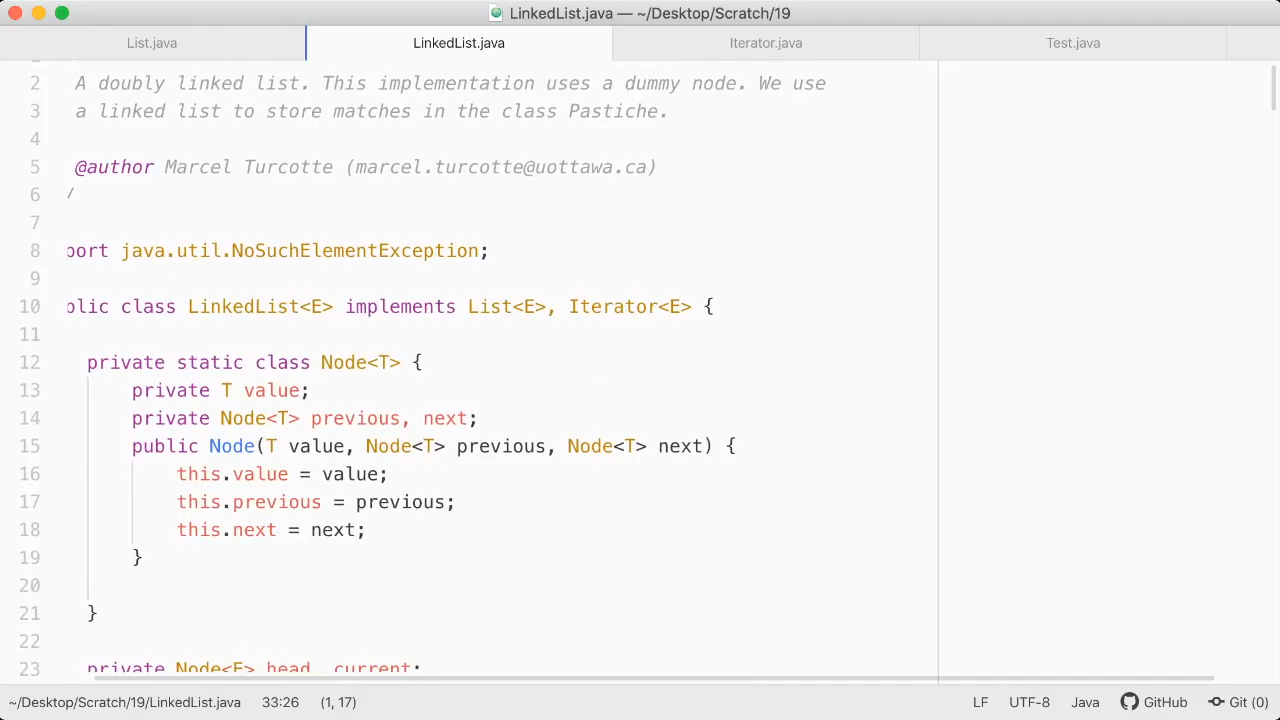 LinkedList.java — ~/Desktop/Scratch/19
List.java LinkedList.java Iterator.java Test.java
2 A doubly linked list. This implementation uses a dummy node. We use
3 a linked list to store matches in the class Pastiche.
4
5 @author Marcel Turcotte (marcel.turcotte@uottawa.ca)
6 /
7
8 port java.util.NoSuchElementException;
9
10 blic class LinkedList<E> implements List<E>, Iterator<E> {
11
12 private static class Node<T> {
13 private T value;
14 private Node<T> previous, next;
15 public Node(T value, Node<T> previous, Node<T> next) {
16 this.value = value;
17 this.previous = previous;
18 this.next = next;
19 }
20
21 }
22
23 private Node<E> head, current;
~/Desktop/Scratch/19/LinkedList.java 33:26 (1, 17) LF UTF-8 Java GitHub Git (0)